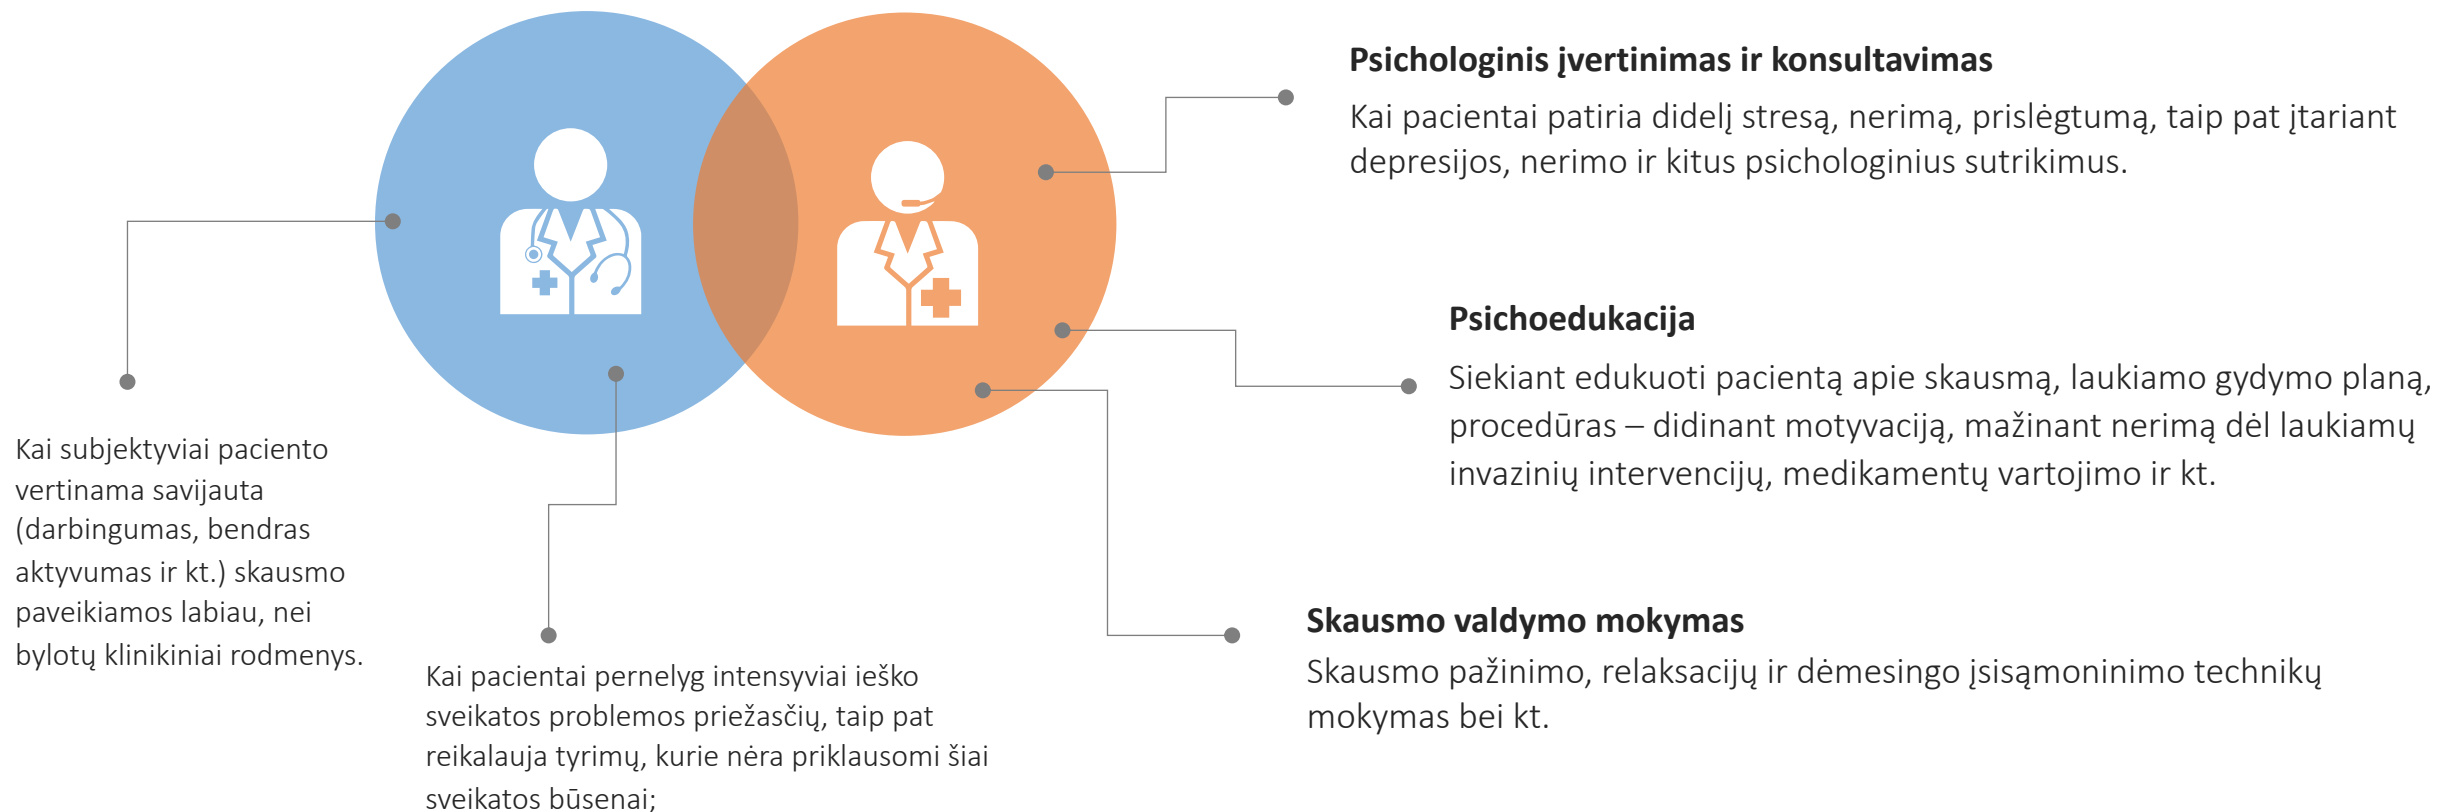 Psichologinis įvertinimas ir konsultavimas
Kai pacientai patiria didelį stresą, nerimą, prislėgtumą, taip pat įtariant
depresijos, nerimo ir kitus psichologinius sutrikimus.
Psichoedukacija
Siekiant edukuoti pacientą apie skausmą, laukiamo gydymo planą,
procedūras – didinant motyvaciją, mažinant nerimą dėl laukiamų
invazinių intervencijų, medikamentų vartojimo ir kt.
Skausmo valdymo mokymas
Skausmo pažinimo, relaksacijų ir dėmesingo įsisąmoninimo technikų
mokymas bei kt.
Kai subjektyviai paciento
vertinama savijauta
(darbingumas, bendras
aktyvumas ir kt.) skausmo
paveikiamos labiau, nei
bylotų klinikiniai rodmenys.
Kai pacientai pernelyg intensyviai ieško
sveikatos problemos priežasčių, taip pat
reikalauja tyrimų, kurie nėra priklausomi šiai
sveikatos būsenai;